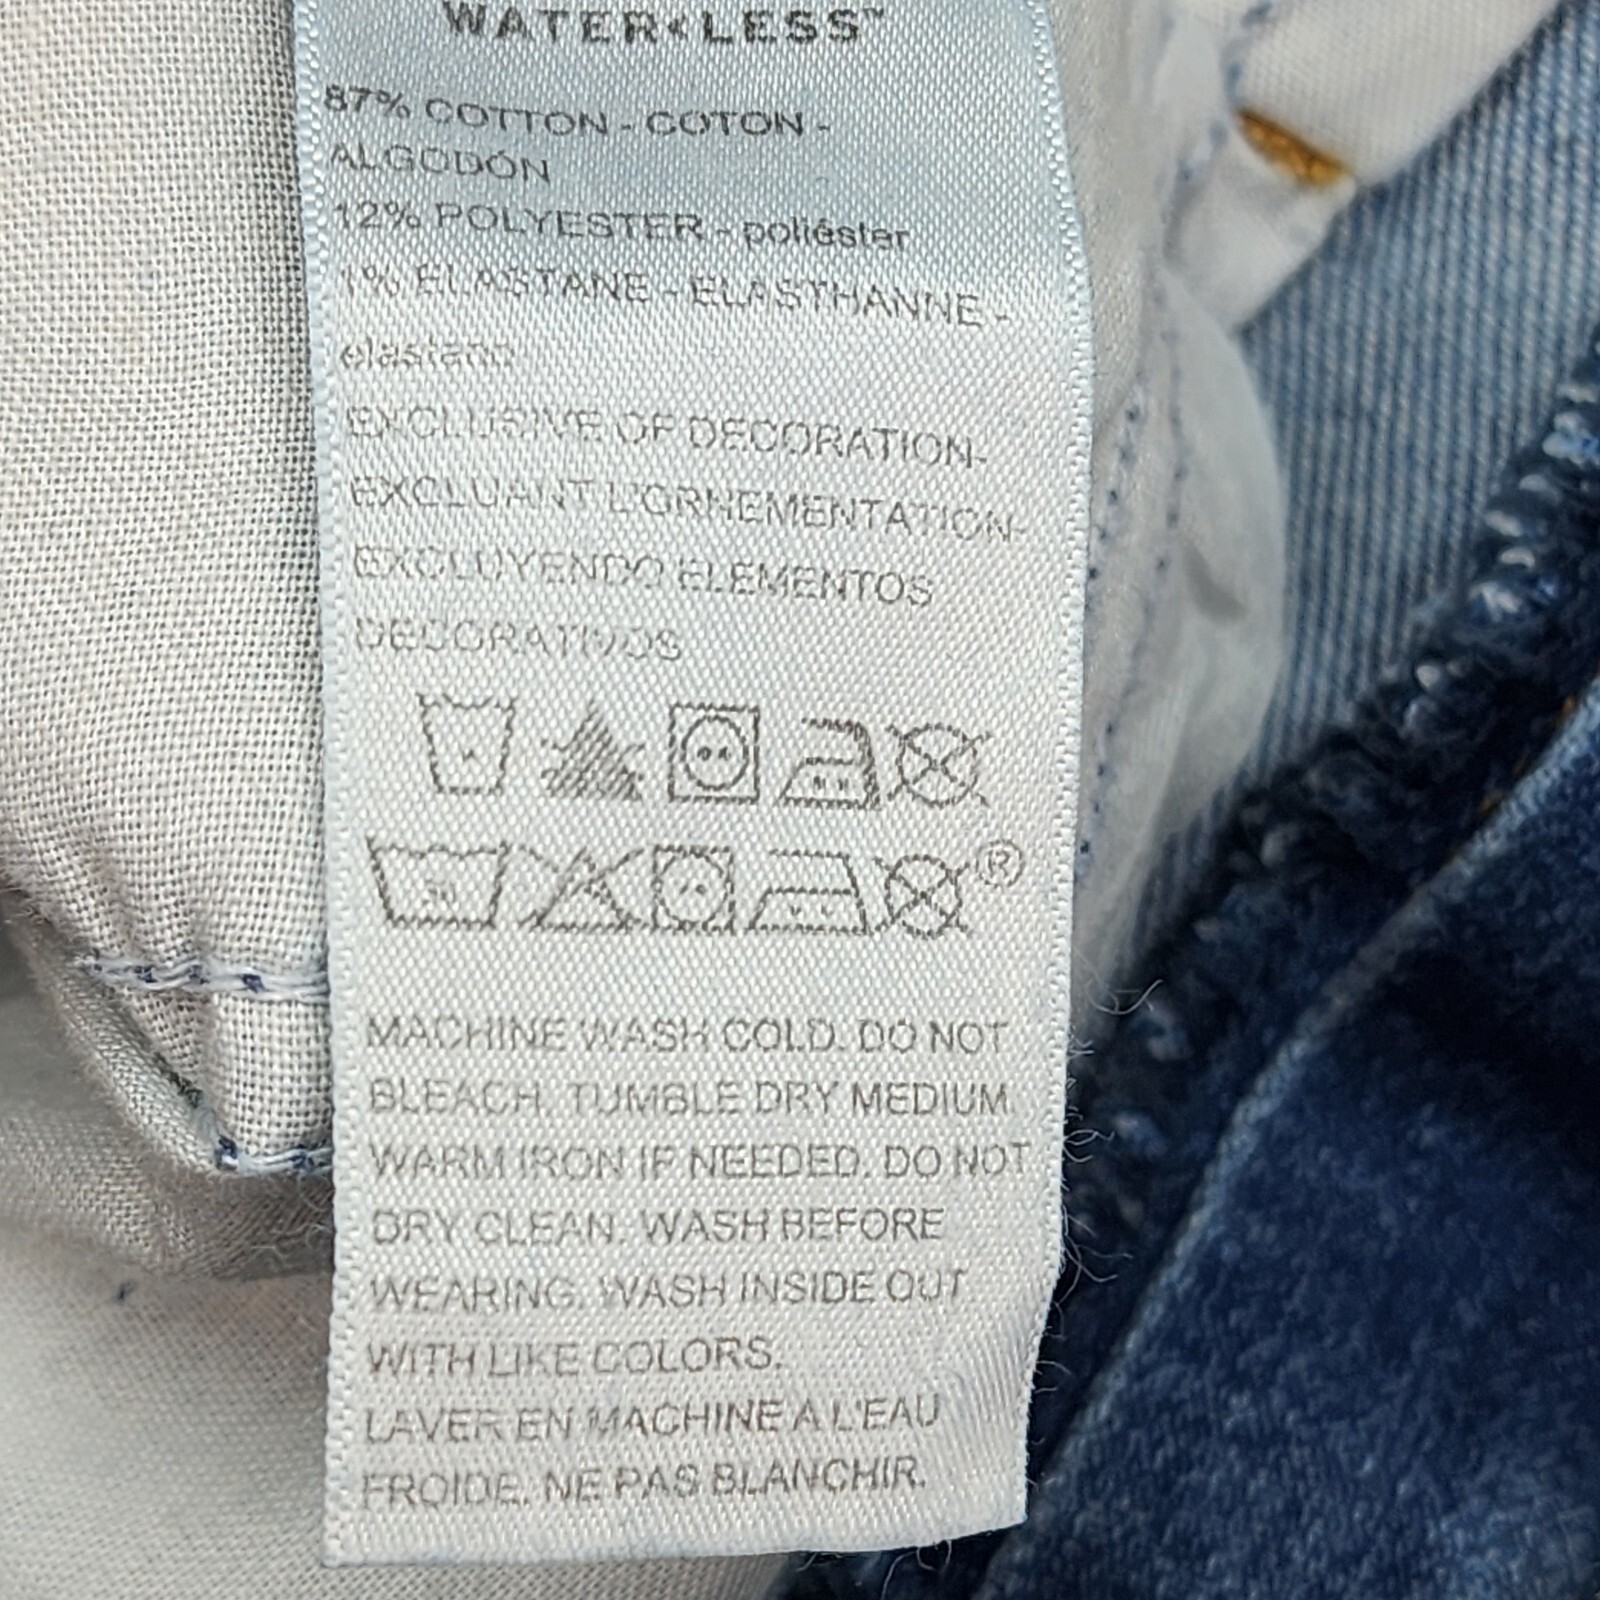 WATER<LESS™
87% COTTON - COTON -
ALGODÓN
12% POLYESTER - poliéster
1% ELASTANE - ELASTHANNE -
elastano
EXCLUSIVE OF DECORATION-
EXCLUANT L'ORNEMENTATION-
EXCLUYENDO ELEMENTOS
DECORATIVOS
30
®
MACHINE WASH COLD. DO NOT
BLEACH. TUMBLE DRY MEDIUM.
WARM IRON IF NEEDED. DO NOT
DRY CLEAN. WASH BEFORE
WEARING. WASH INSIDE OUT
WITH LIKE COLORS.
LAVER EN MACHINE A L'EAU
FROIDE. NE PAS BLANCHIR.